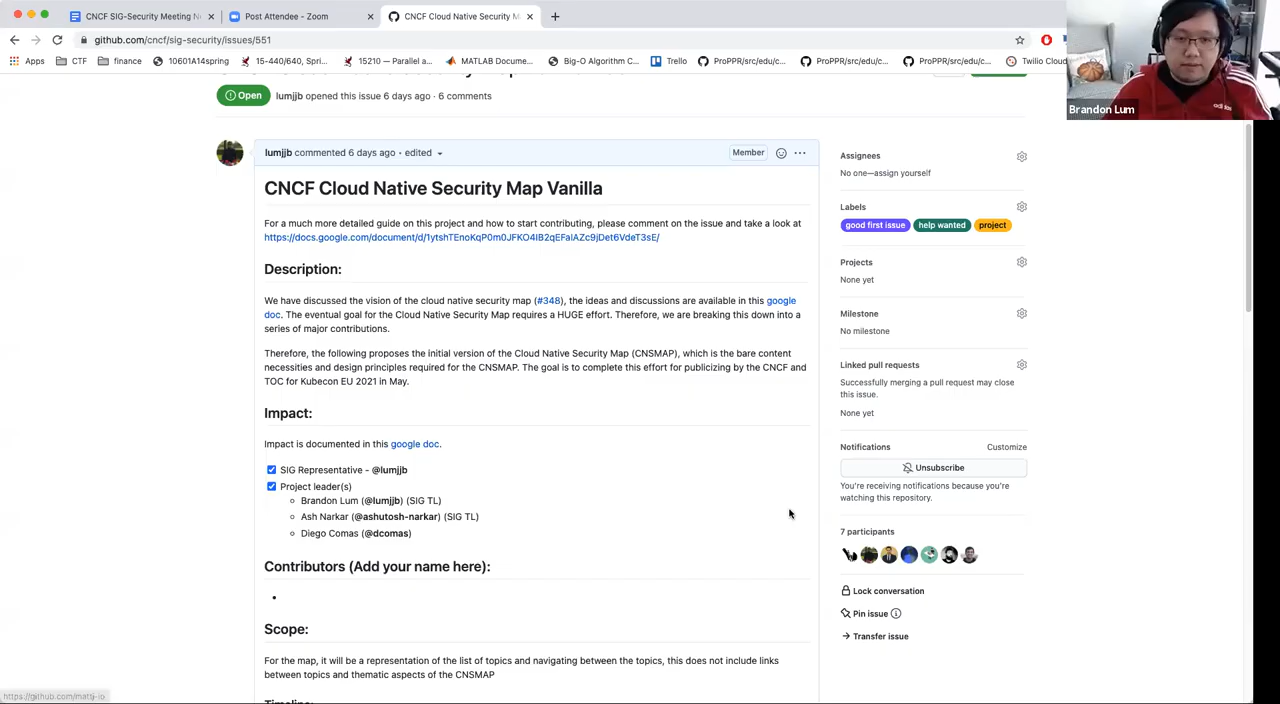 CNCF SIG-Security Meeting N
Post Attendee - Zoom
CNCF Cloud Native Security M
github.com/cncf/sig-security/issues/551
Apps
CTF
finance
10601A14spring
15-440/640, Spri...
15210 — Parallel a...
MATLAB Docume...
Big-O Algorithm C...
Trello
ProPPR/src/edu/c...
ProPPR/src/edu/c...
ProPPR/src/edu/c...
Twilio Cloud
Brandon Lum
Open
lumjjb opened this issue 6 days ago · 6 comments
lumjjb commented 6 days ago • edited
Member
CNCF Cloud Native Security Map Vanilla
For a much more detailed guide on this project and how to start contributing, please comment on the issue and take a look at
https://docs.google.com/document/d/1ytshTEnoKqP0m0JFKO4IB2qEFaIAZc9jDet6VdeT3sE/
Description:
We have discussed the vision of the cloud native security map (#348), the ideas and discussions are available in this google
doc. The eventual goal for the Cloud Native Security Map requires a HUGE effort. Therefore, we are breaking this down into a
series of major contributions.
Therefore, the following proposes the initial version of the Cloud Native Security Map (CNSMAP), which is the bare content
necessities and design principles required for the CNSMAP. The goal is to complete this effort for publicizing by the CNCF and
TOC for Kubecon EU 2021 in May.
Impact:
Impact is documented in this google doc.
SIG Representative - @lumjjb
Project leader(s)
Brandon Lum (@lumjjb) (SIG TL)
Ash Narkar (@ashutosh-narkar) (SIG TL)
Diego Comas (@dcomas)
Contributors (Add your name here):
Scope:
For the map, it will be a representation of the list of topics and navigating between the topics, this does not include links
between topics and thematic aspects of the CNSMAP
Timeline:
Assignees
No one—assign yourself
Labels
good first issue
help wanted
project
Projects
None yet
Milestone
No milestone
Linked pull requests
Successfully merging a pull request may close
this issue.
None yet
Notifications
Customize
Unsubscribe
You're receiving notifications because you're
watching this repository.
7 participants
Lock conversation
Pin issue
Transfer issue